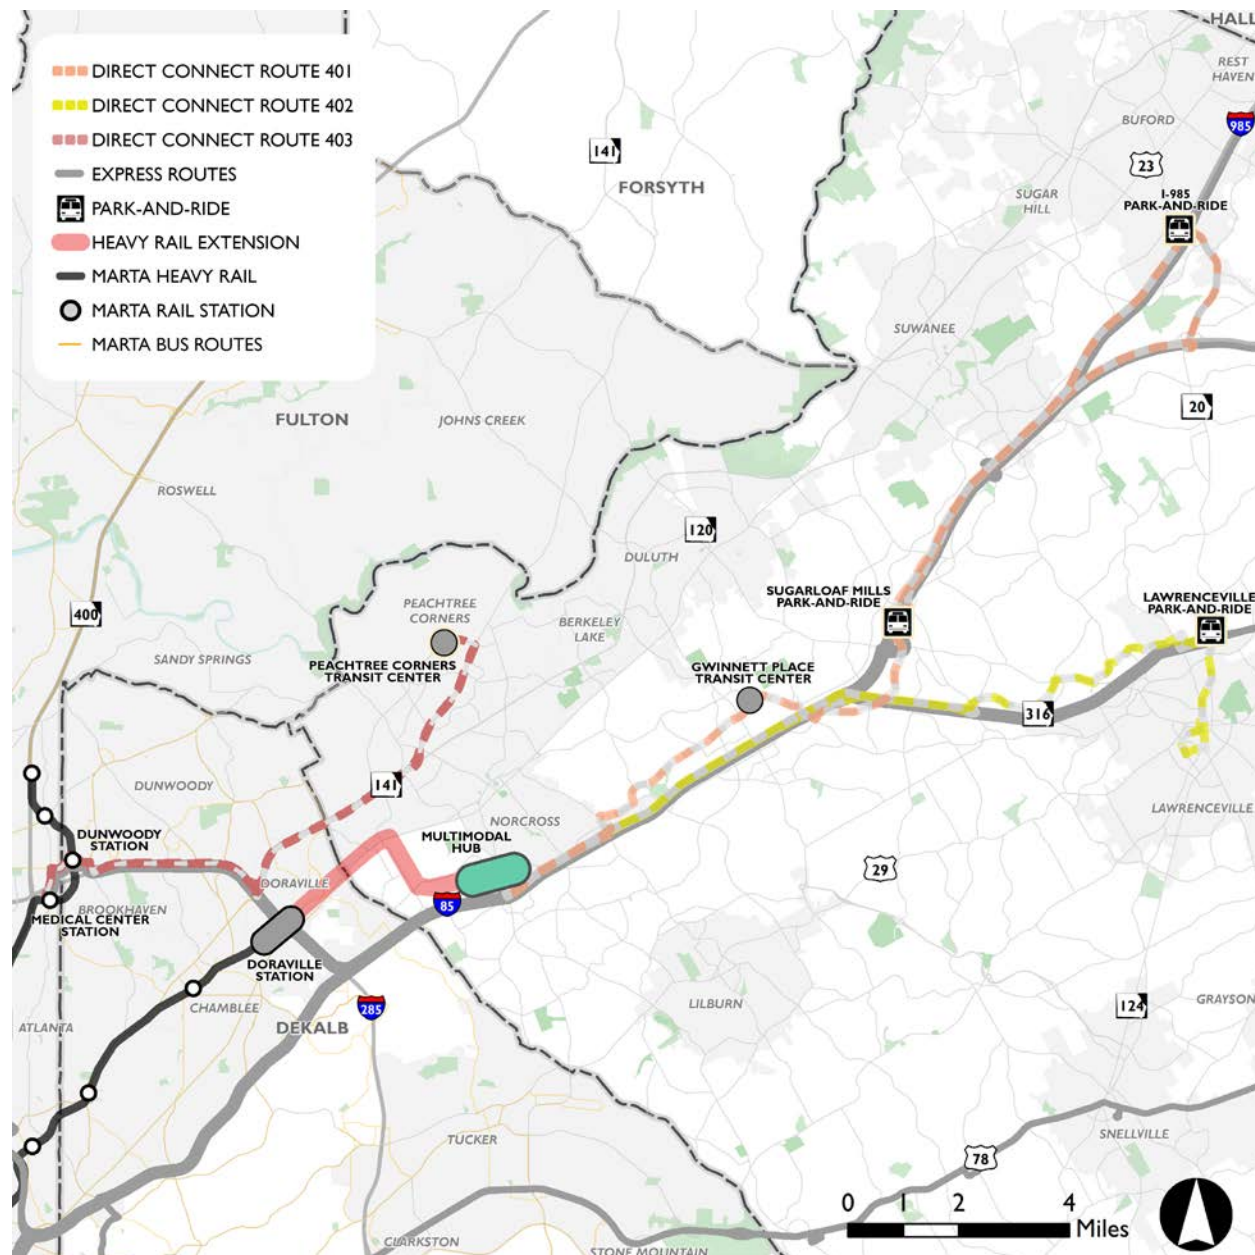 DIRECT CONNECT ROUTE 401
DIRECT CONNECT ROUTE 402
DIRECT CONNECT ROUTE 403
EXPRESS ROUTES
PARK-AND-RIDE
HEAVY RAIL EXTENSION
MARTA HEAVY RAIL
MARTA RAIL STATION
MARTA BUS ROUTES
HALL
REST
HAVEN
985
BUFORD
23
141
FORSYTH
SUGAR
HILL
I-985
PARK-AND-RIDE
SUWANEE
20
FULTON
JOHNS CREEK
ROSWELL
120
DULUTH
400
PEACHTREE
CORNERS
BERKELEY
LAKE
SUGARLOAF MILLS
PARK-AND-RIDE
LAWRENCEVILLE
PARK-AND-RIDE
SANDY SPRINGS
PEACHTREE CORNERS
TRANSIT CENTER
GWINNETT PLACE
TRANSIT CENTER
316
DUNWOODY
141
LAWRENCEVILLE
NORCROSS
DUNWOODY
STATION
MULTIMODAL
HUB
29
DORAVILLE
85
BROOKHAVEN
MEDICAL CENTER
STATION
DORAVILLE
STATION
CHAMBLEE
285
LILBURN
124
GRAYSON
ATLANTA
DEKALB
TUCKER
SNELLVILLE
78
0 1 2 4
Miles
CLARKSTON
STONE MOUNTAIN